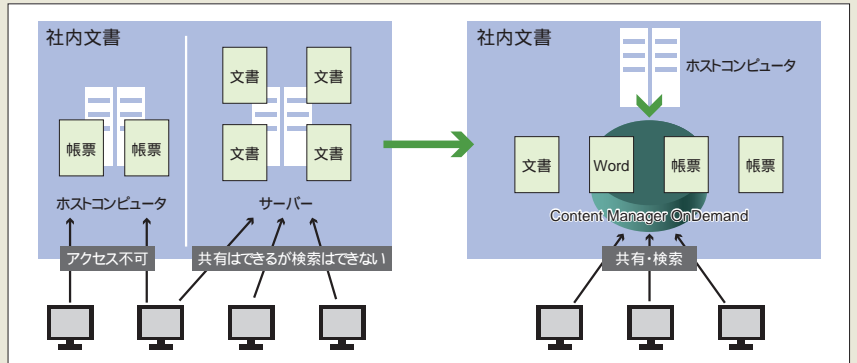 社内文書
文書
文書
帳票
帳票
文書
文書
ホストコンピュータ
サーバー
アクセス不可
共有はできるが検索はできない
社内文書
ホストコンピュータ
文書
Word
帳票
帳票
Content Manager OnDemand
共有・検索